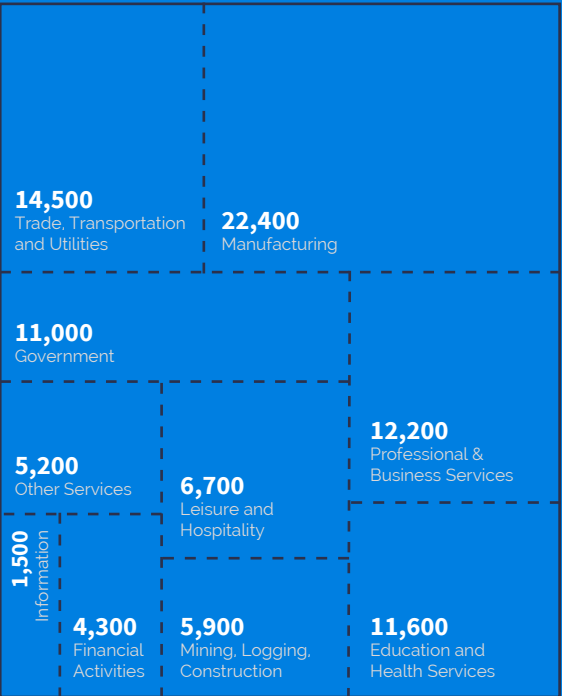 14,500
Trade, Transportation
and Utilities
22,400
Manufacturing
11,000
Government
12,200
Professional &
Business Services
5,200
Other Services
6,700
Leisure and
Hospitality
1,500
Information
4,300
Financial
Activities
5,900
Mining, Logging,
Construction
11,600
Education and
Health Services